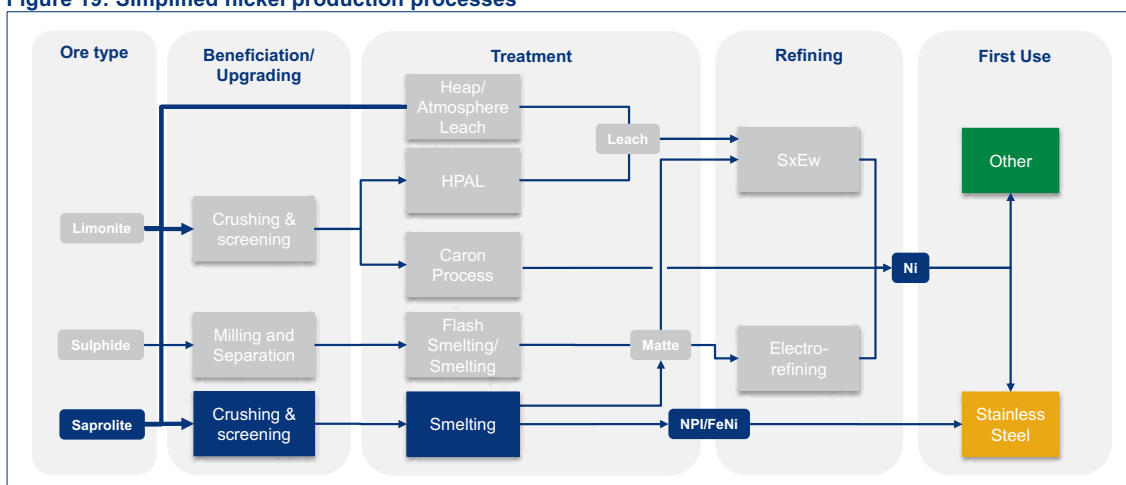 Figure 19: Simplified nickel production processes
Ore type
Beneficiation/
Upgrading
Treatment
Refining
First Use
Heap/
Atmosphere
Leach
Leach
HPAL
SxEw
Other
Limonite
Crushing &
screening
Caron
Process
Ni
Sulphide
Milling and
Separation
Flash
Smelting/
Smelting
Matte
Electro-
refining
Saprolite
Crushing &
screening
Smelting
NPI/FeNi
Stainless
Steel